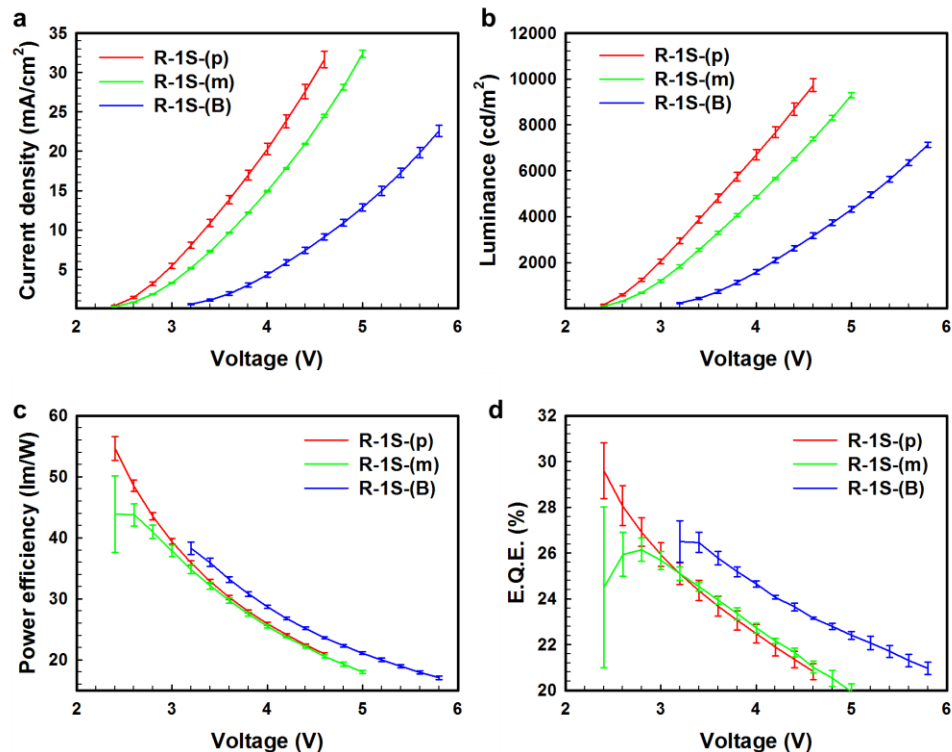 a
35
30
25
20
15
10
5
R-1S-(p)
R-1S-(m)
R-1S-(B)
Current density (mA/cm²)
2 3 4 5 6
Voltage (V)
b
12000
10000
8000
6000
4000
2000
R-1S-(p)
R-1S-(m)
R-1S-(B)
Luminance (cd/m²)
2 3 4 5 6
Voltage (V)
c
60
50
40
30
20
R-1S-(p)
R-1S-(m)
R-1S-(B)
Power efficiency (lm/W)
2 3 4 5 6
Voltage (V)
d
32
30
28
26
24
22
20
R-1S-(p)
R-1S-(m)
R-1S-(B)
E.Q.E. (%)
2 3 4 5 6
Voltage (V)